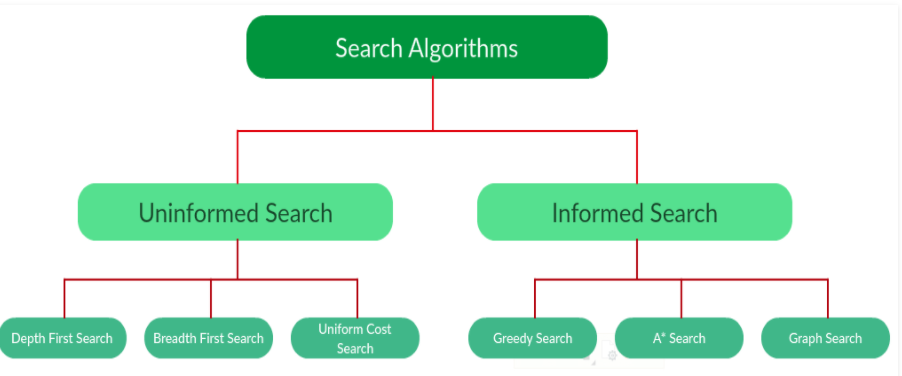 Search Algorithms
Uninformed Search
Informed Search
Depth First Search
Breadth First Search
Uniform Cost
Search
Greedy Search
A* Search
Graph Search